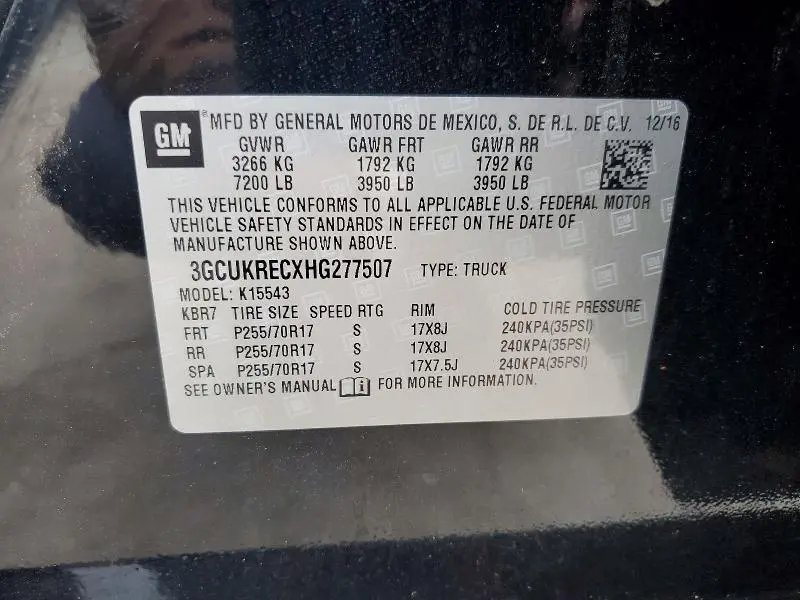 GM ® MFD BY GENERAL MOTORS DE MEXICO, S. DE R.L. DE C.V. 12/16
GVWR GAWR FRT GAWR RR
3266 KG 1792 KG 1792 KG
7200 LB 3950 LB 3950 LB
THIS VEHICLE CONFORMS TO ALL APPLICABLE U.S. FEDERAL MOTOR
VEHICLE SAFETY STANDARDS IN EFFECT ON THE DATE OF
MANUFACTURE SHOWN ABOVE.
3GCUKRECXHG277507 TYPE: TRUCK
MODEL: K15543
KBR7 TIRE SIZE SPEED RTG RIM COLD TIRE PRESSURE
FRT P255/70R17 S 17X8J 240KPA(35PSI)
RR P255/70R17 S 17X8J 240KPA(35PSI)
SPA P255/70R17 S 17X7.5J 240KPA(35PSI)
SEE OWNER'S MANUAL FOR MORE INFORMATION.